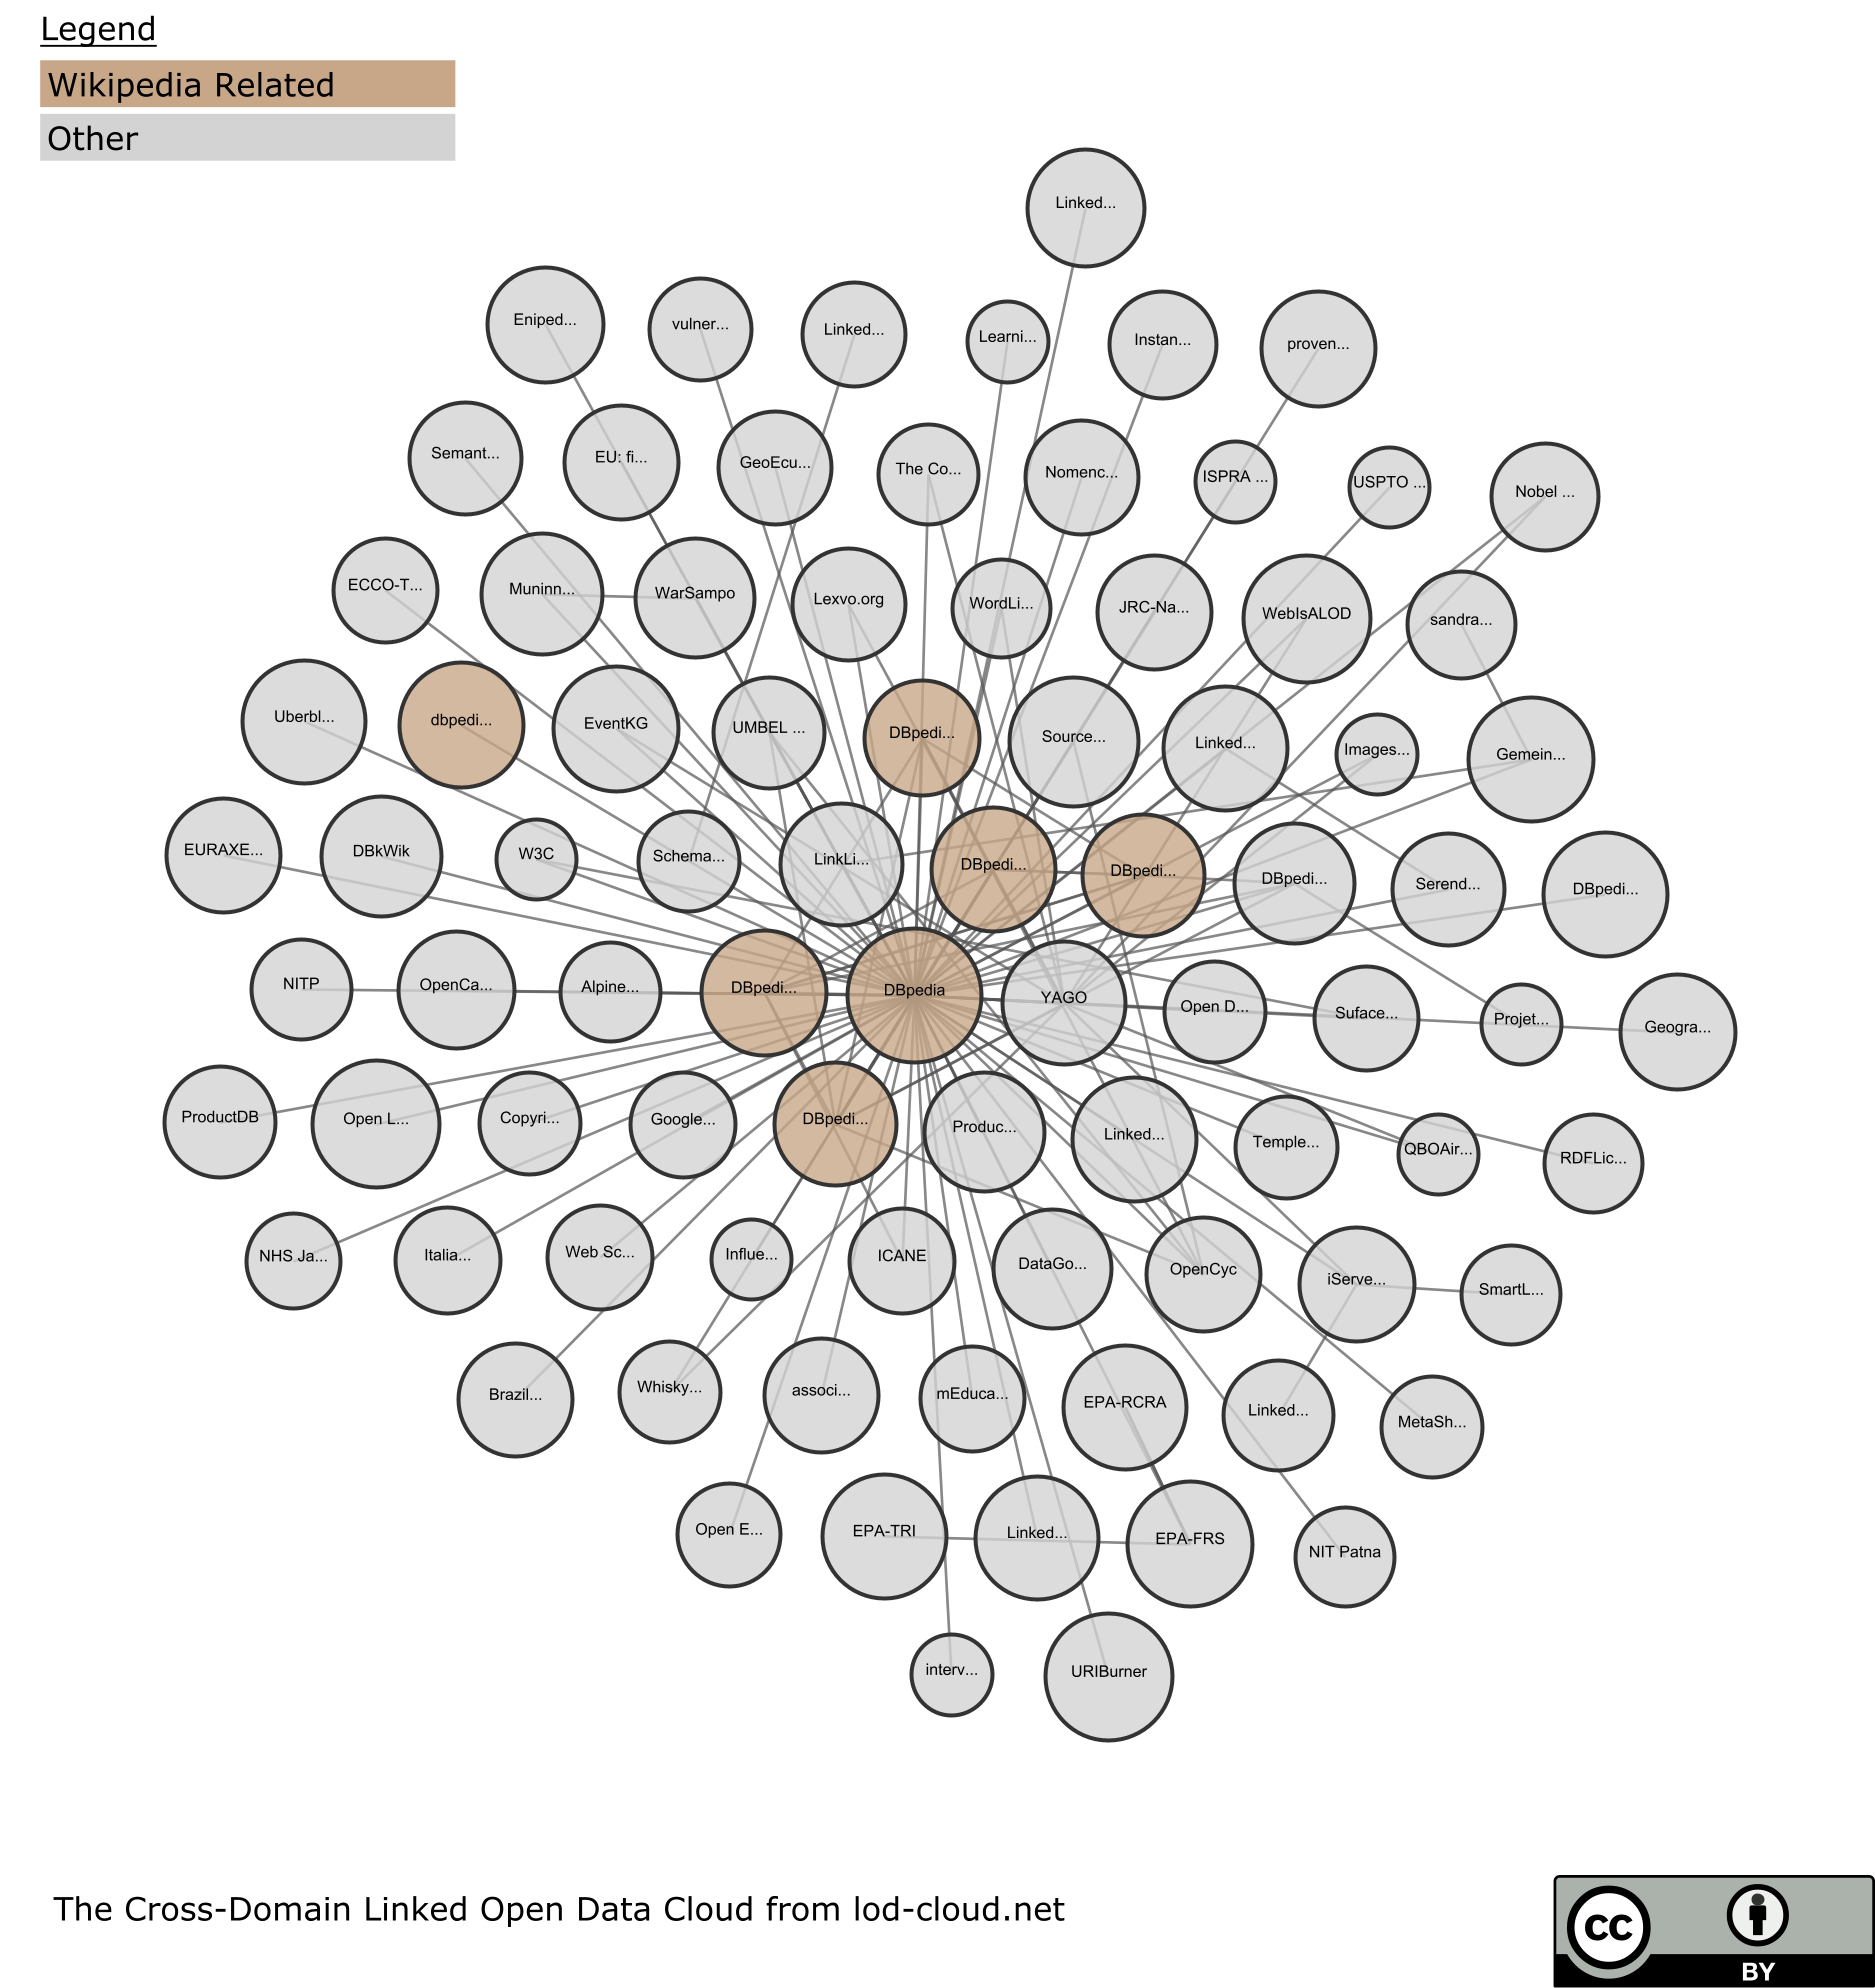 Legend
Wikipedia Related
Other
Linked...
Eniped...
vulner...
Linked...
Learni...
Instan...
proven...
Semant...
EU: fi...
GeoEcu...
The Co...
Nomenc...
ISPRA ...
USPTO ...
Nobel ...
ECCO-T...
Muninn...
WarSampo
Lexvo.org
WordLi...
JRC-Na...
WebIsALOD
sandra...
Uberbl...
dbpedi...
EventKG
UMBEL ...
DBpedi...
Source...
Linked...
Images...
Gemein...
EURAXE...
DBkWik
W3C
Schema...
LinkLi...
DBpedi...
DBpedi...
DBpedi...
Serend...
DBpedi...
NITP
OpenCa...
Alpine...
DBpedi...
DBpedia
YAGO
Open D...
Suface...
Projet...
Geogra...
ProductDB
Open L...
Copyri...
Google...
DBpedi...
Produc...
Linked...
Temple...
QBOAir...
RDFLic...
NHS Ja...
Italia...
Web Sc...
Influe...
ICANE
DataGo...
OpenCyc
iServe...
SmartL...
Brazil...
Whisky...
associ...
mEduca...
EPA-RCRA
Linked...
MetaSh...
Open E...
EPA-TRI
Linked...
EPA-FRS
NIT Patna
interv...
URIBurner
The Cross-Domain Linked Open Data Cloud from lod-cloud.net
cc
BY